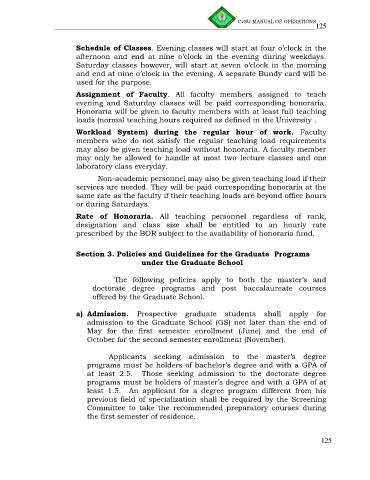 CvSU MANUAL OF OPERATIONS
125
Schedule of Classes. Evening classes will start at four o'clock in the
afternoon and end at nine o'clock in the evening during weekdays.
Saturday classes however, will start at seven o'clock in the morning
and end at nine o'clock in the evening. A separate Bundy card will be
used for the purpose.
Assignment of Faculty. All faculty members assigned to teach
evening and Saturday classes will be paid corresponding honoraria.
Honoraria will be given to faculty members with at least full teaching
loads (normal teaching hours required as defined in the University .
Workload System) during the regular hour of work. Faculty
members who do not satisfy the regular teaching load requirements
may also be given teaching load without honoraria. A faculty member
may only be allowed to handle at most two lecture classes and one
laboratory class everyday.
Non-academic personnel may also be given teaching load if their
services are needed. They will be paid corresponding honoraria at the
same rate as the faculty if their teaching loads are beyond office hours
or during Saturdays.
Rate of Honoraria. All teaching personnel regardless of rank,
designation and class size shall be entitled to an hourly rate
prescribed by the BOR subject to the availability of honoraria fund.
Section 3. Policies and Guidelines for the Graduate Programs
under the Graduate School
The following policies apply to both the master's and
doctorate degree programs and post baccalaureate courses
offered by the Graduate School.
a) Admission. Prospective graduate students shall apply for
admission to the Graduate School (GS) not later than the end of
May for the first semester enrollment (June) and the end of
October for the second semester enrollment (November).
Applicants seeking admission to the master's degree
programs must be holders of bachelor's degree and with a GPA of
at least 2.5. Those seeking admission to the doctorate degree
programs must be holders of master's degree and with a GPA of at
least 1.5. An applicant for a degree program different from his
previous field of specialization shall be required by the Screening
Committee to take the recommended preparatory courses during
the first semester of residence.
125